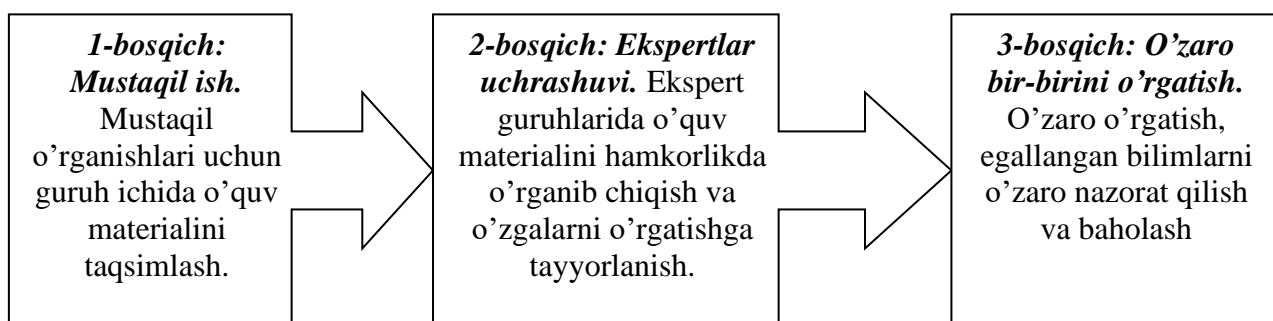 1-bosqich:
Mustaqil ish.
Mustaqil
o’rganishlari uchun
guruh ichida o’quv
materialini
taqsimlash.
2-bosqich: Ekspertlar
uchrashuvi. Ekspert
guruhlarida o’quv
materialini hamkorlikda
o’rganib chiqish va
o’zgalarni o’rgatishga
tayyorlanish.
3-bosqich: O’zaro
bir-birini o’rgatish.
O’zaro o’rgatish,
egallangan bilimlarni
o’zaro nazorat qilish
va baholash